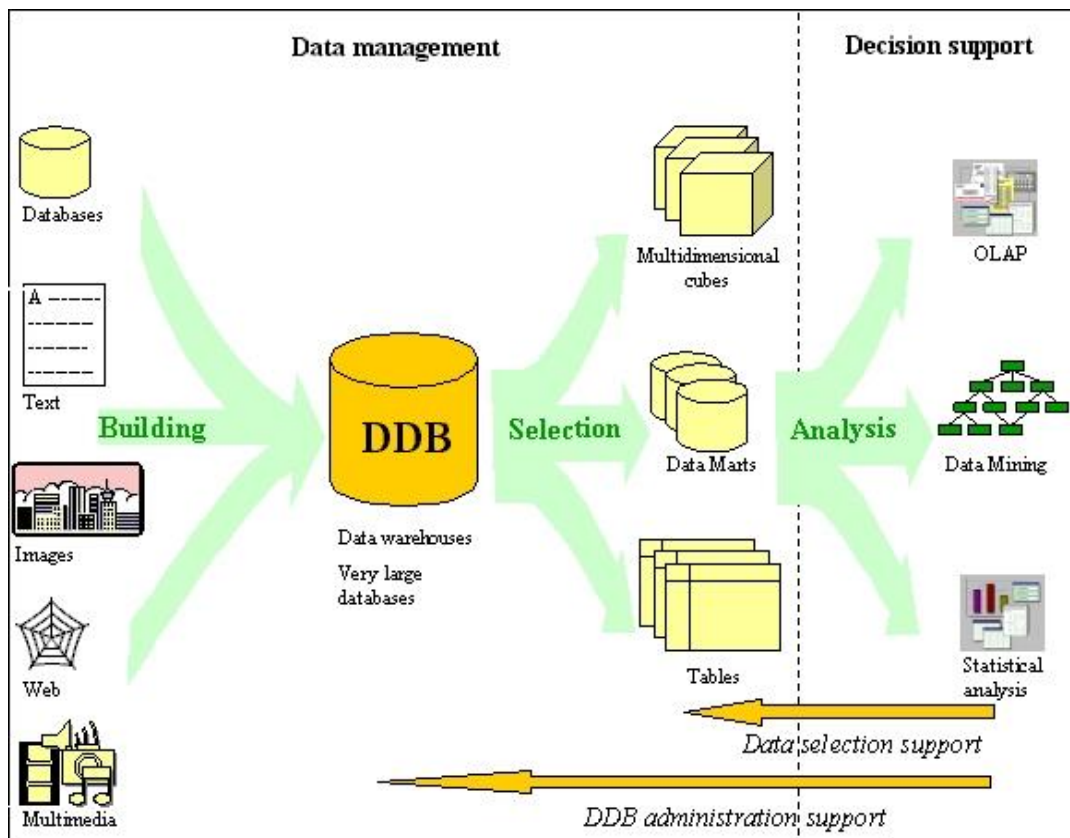 Data management
Decision support
Databases
Multidimensional
cubes
OLAP
A
Text
Building
DDB
Selection
Analysis
Data Marts
Data Mining
Images
Data warehouses
Very large
databases
Web
Tables
Statistical
analysis
Data selection support
Multimedia
DDB administration support